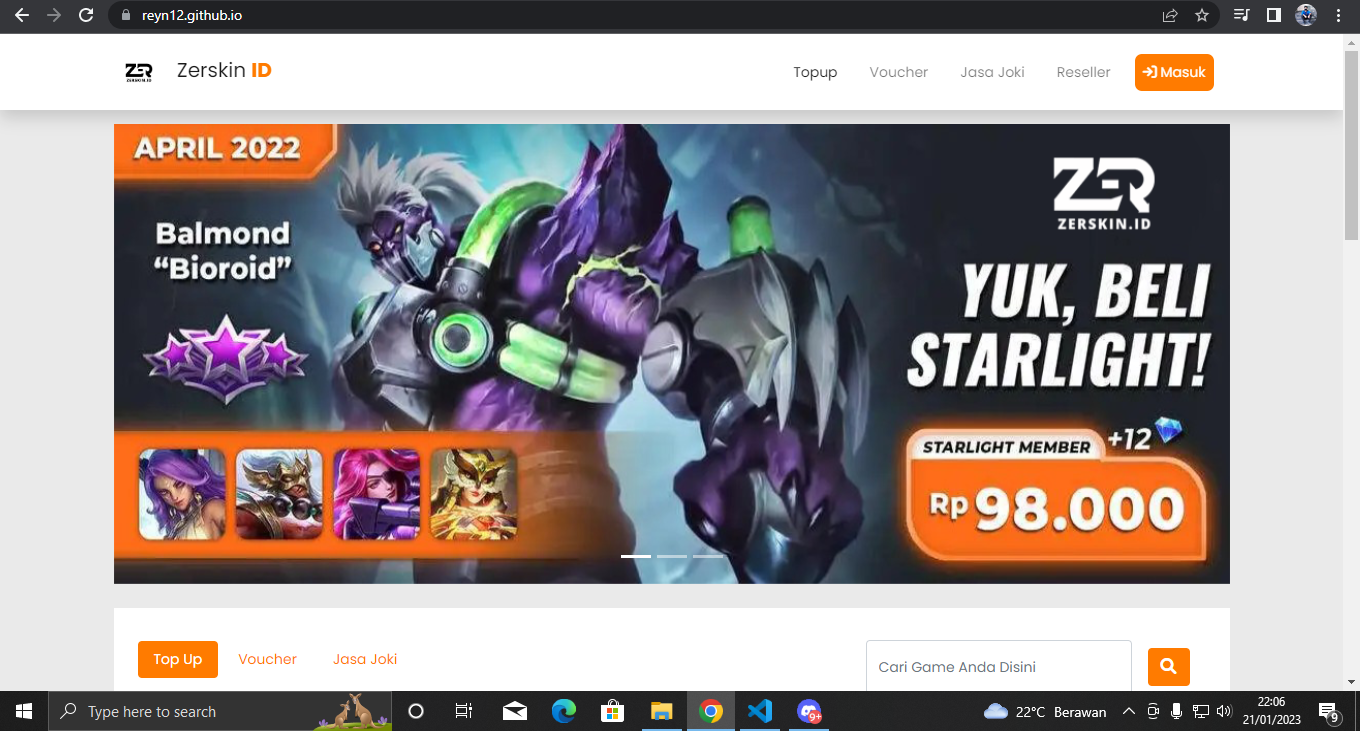 reyn12.github.io
ZER
ZERSKIN.ID
Zerskin ID
Topup
Voucher
Jasa Joki
Reseller
Masuk
APRIL 2022
Balmond
“Bioroid”
ZER
ZERSKIN.ID
YUK, BELI
STARLIGHT!
STARLIGHT MEMBER +12
Rp 98.000
Top Up
Voucher
Jasa Joki
Cari Game Anda Disini
Type here to search
9+
22°C Berawan
22:06
21/01/2023
9